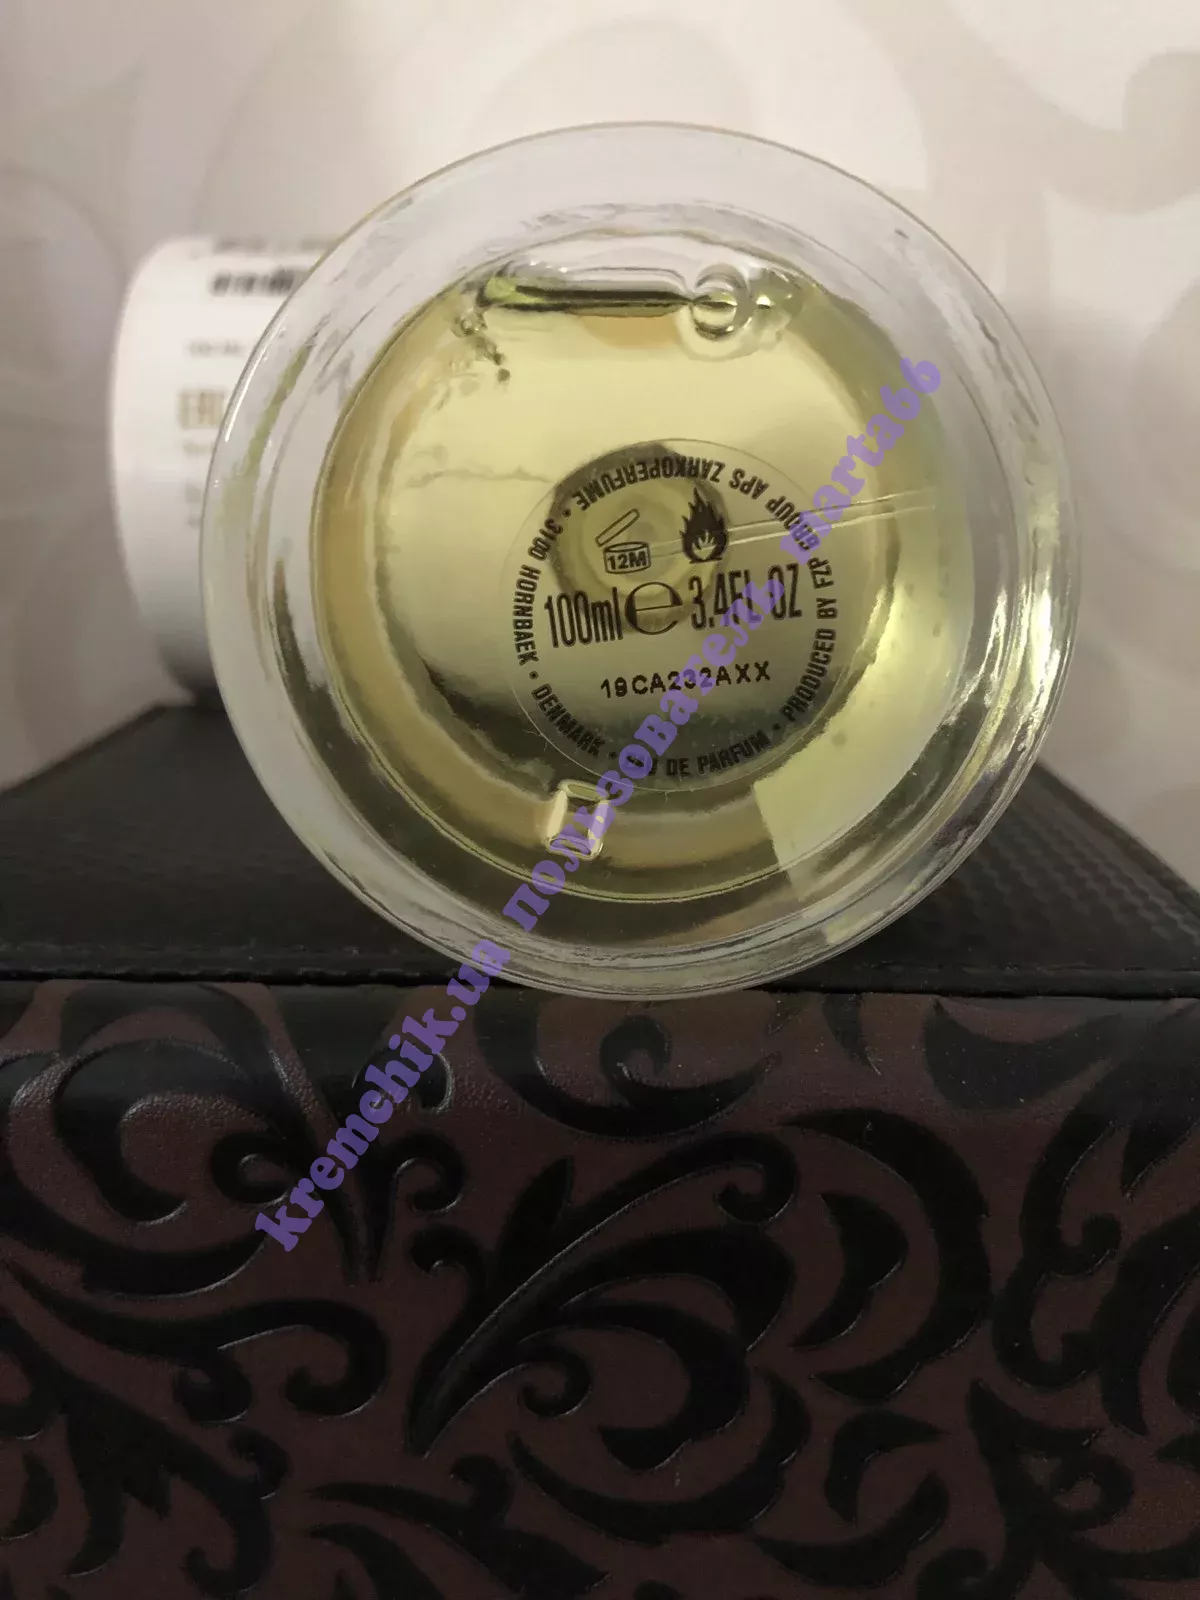 12M
100ml e 3.4FL OZ
19CA232AXX
PRODUCED BY FZP GROUP APS ZARKOPERFUME • 3100 HORNBAEK • DENMARK • EAU DE PARFUM •
kremchik.ua пользователь marta66